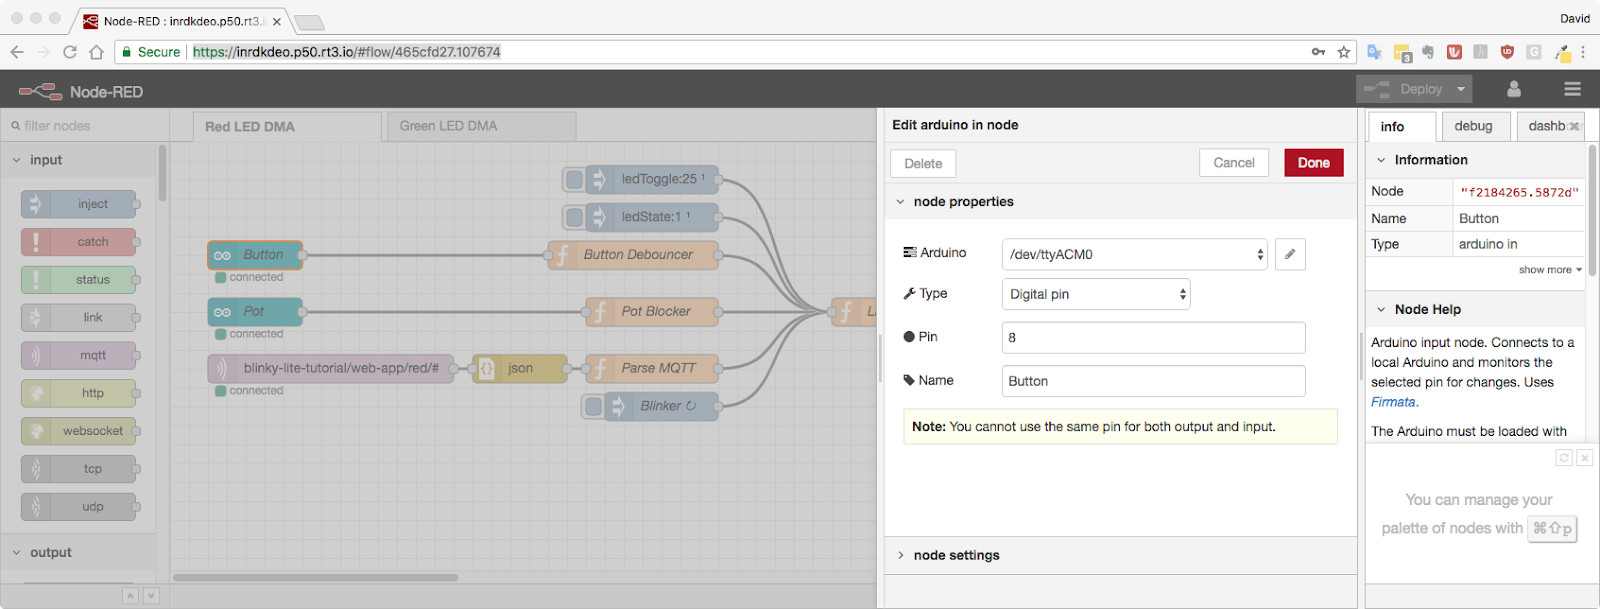 Node-RED : inrdkdeo.p50.rt3.i
David
Secure
https://inrdkdeo.p50.rt3.io/#flow/465cfd27.107674
3
Node-RED
Deploy
filter nodes
input
inject
catch
status
link
mqtt
http
websocket
tcp
udp
output
Red LED DMA
Green LED DMA
ledToggle:25 ¹
ledState:1 ¹
Button
connected
Button Debouncer
Pot
connected
Pot Blocker
blinky-lite-tutorial/web-app/red/#
connected
json
Parse MQTT
Blinker ↻
Edit arduino in node
Delete
Cancel
Done
node properties
Arduino
/dev/ttyACM0
Type
Digital pin
Pin
8
Name
Button
Note: You cannot use the same pin for both output and input.
node settings
info
debug
dashb
Information
Node
"f2184265.5872d"
Name
Button
Type
arduino in
show more
Node Help
Arduino input node. Connects to a
local Arduino and monitors the
selected pin for changes. Uses
Firmata.
The Arduino must be loaded with
You can manage your
palette of nodes with ⌘⇧p